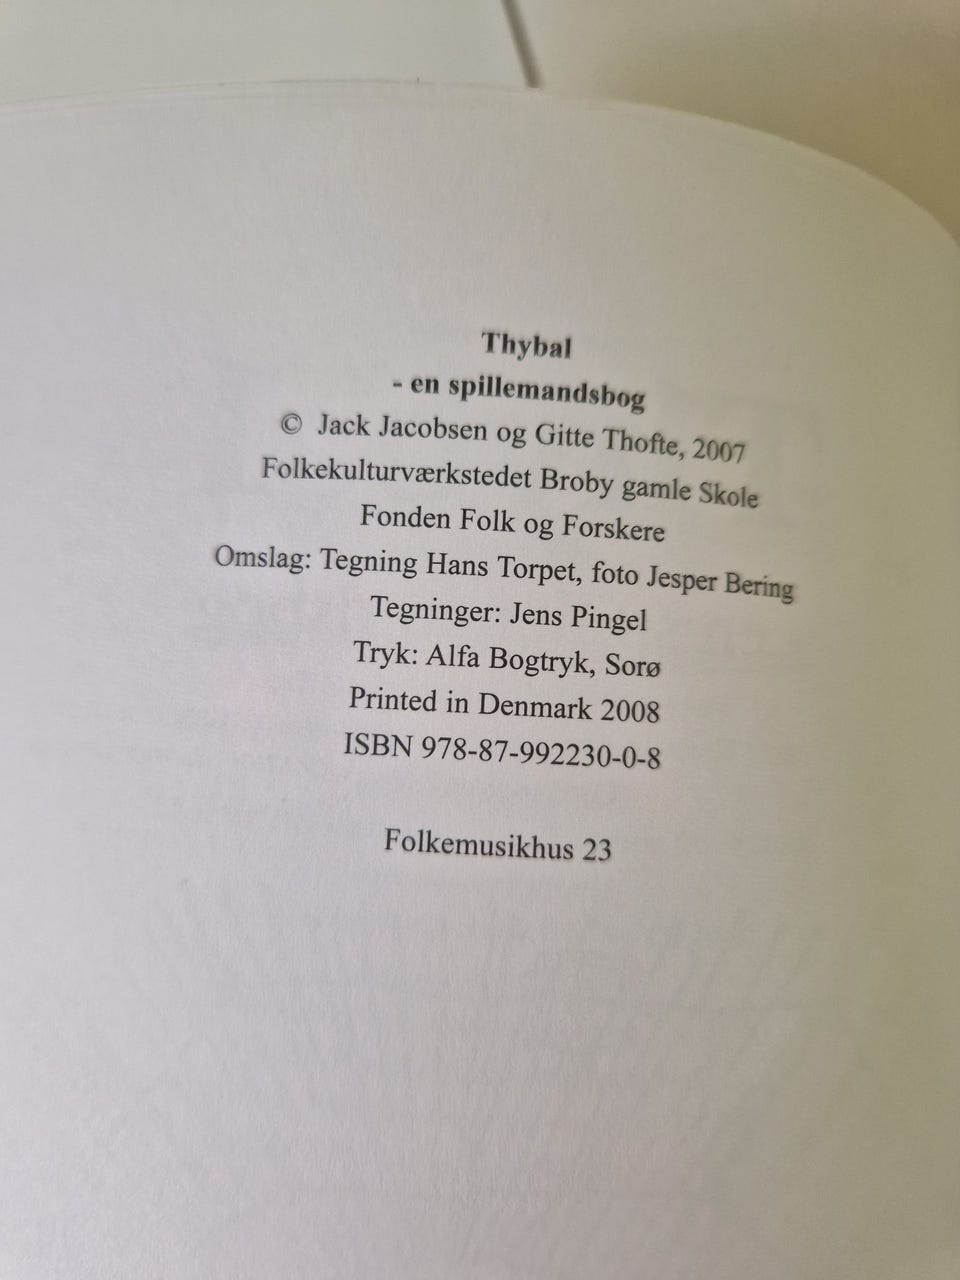 Thybal
- en spillemandsbog
© Jack Jacobsen og Gitte Thofte, 2007
Folkekulturværkstedet Broby gamle Skole
Fonden Folk og Forskere
Omslag: Tegning Hans Torpet, foto Jesper Bering
Tegninger: Jens Pingel
Tryk: Alfa Bogtryk, Sorø
Printed in Denmark 2008
ISBN 978-87-992230-0-8
Folkemusikhus 23